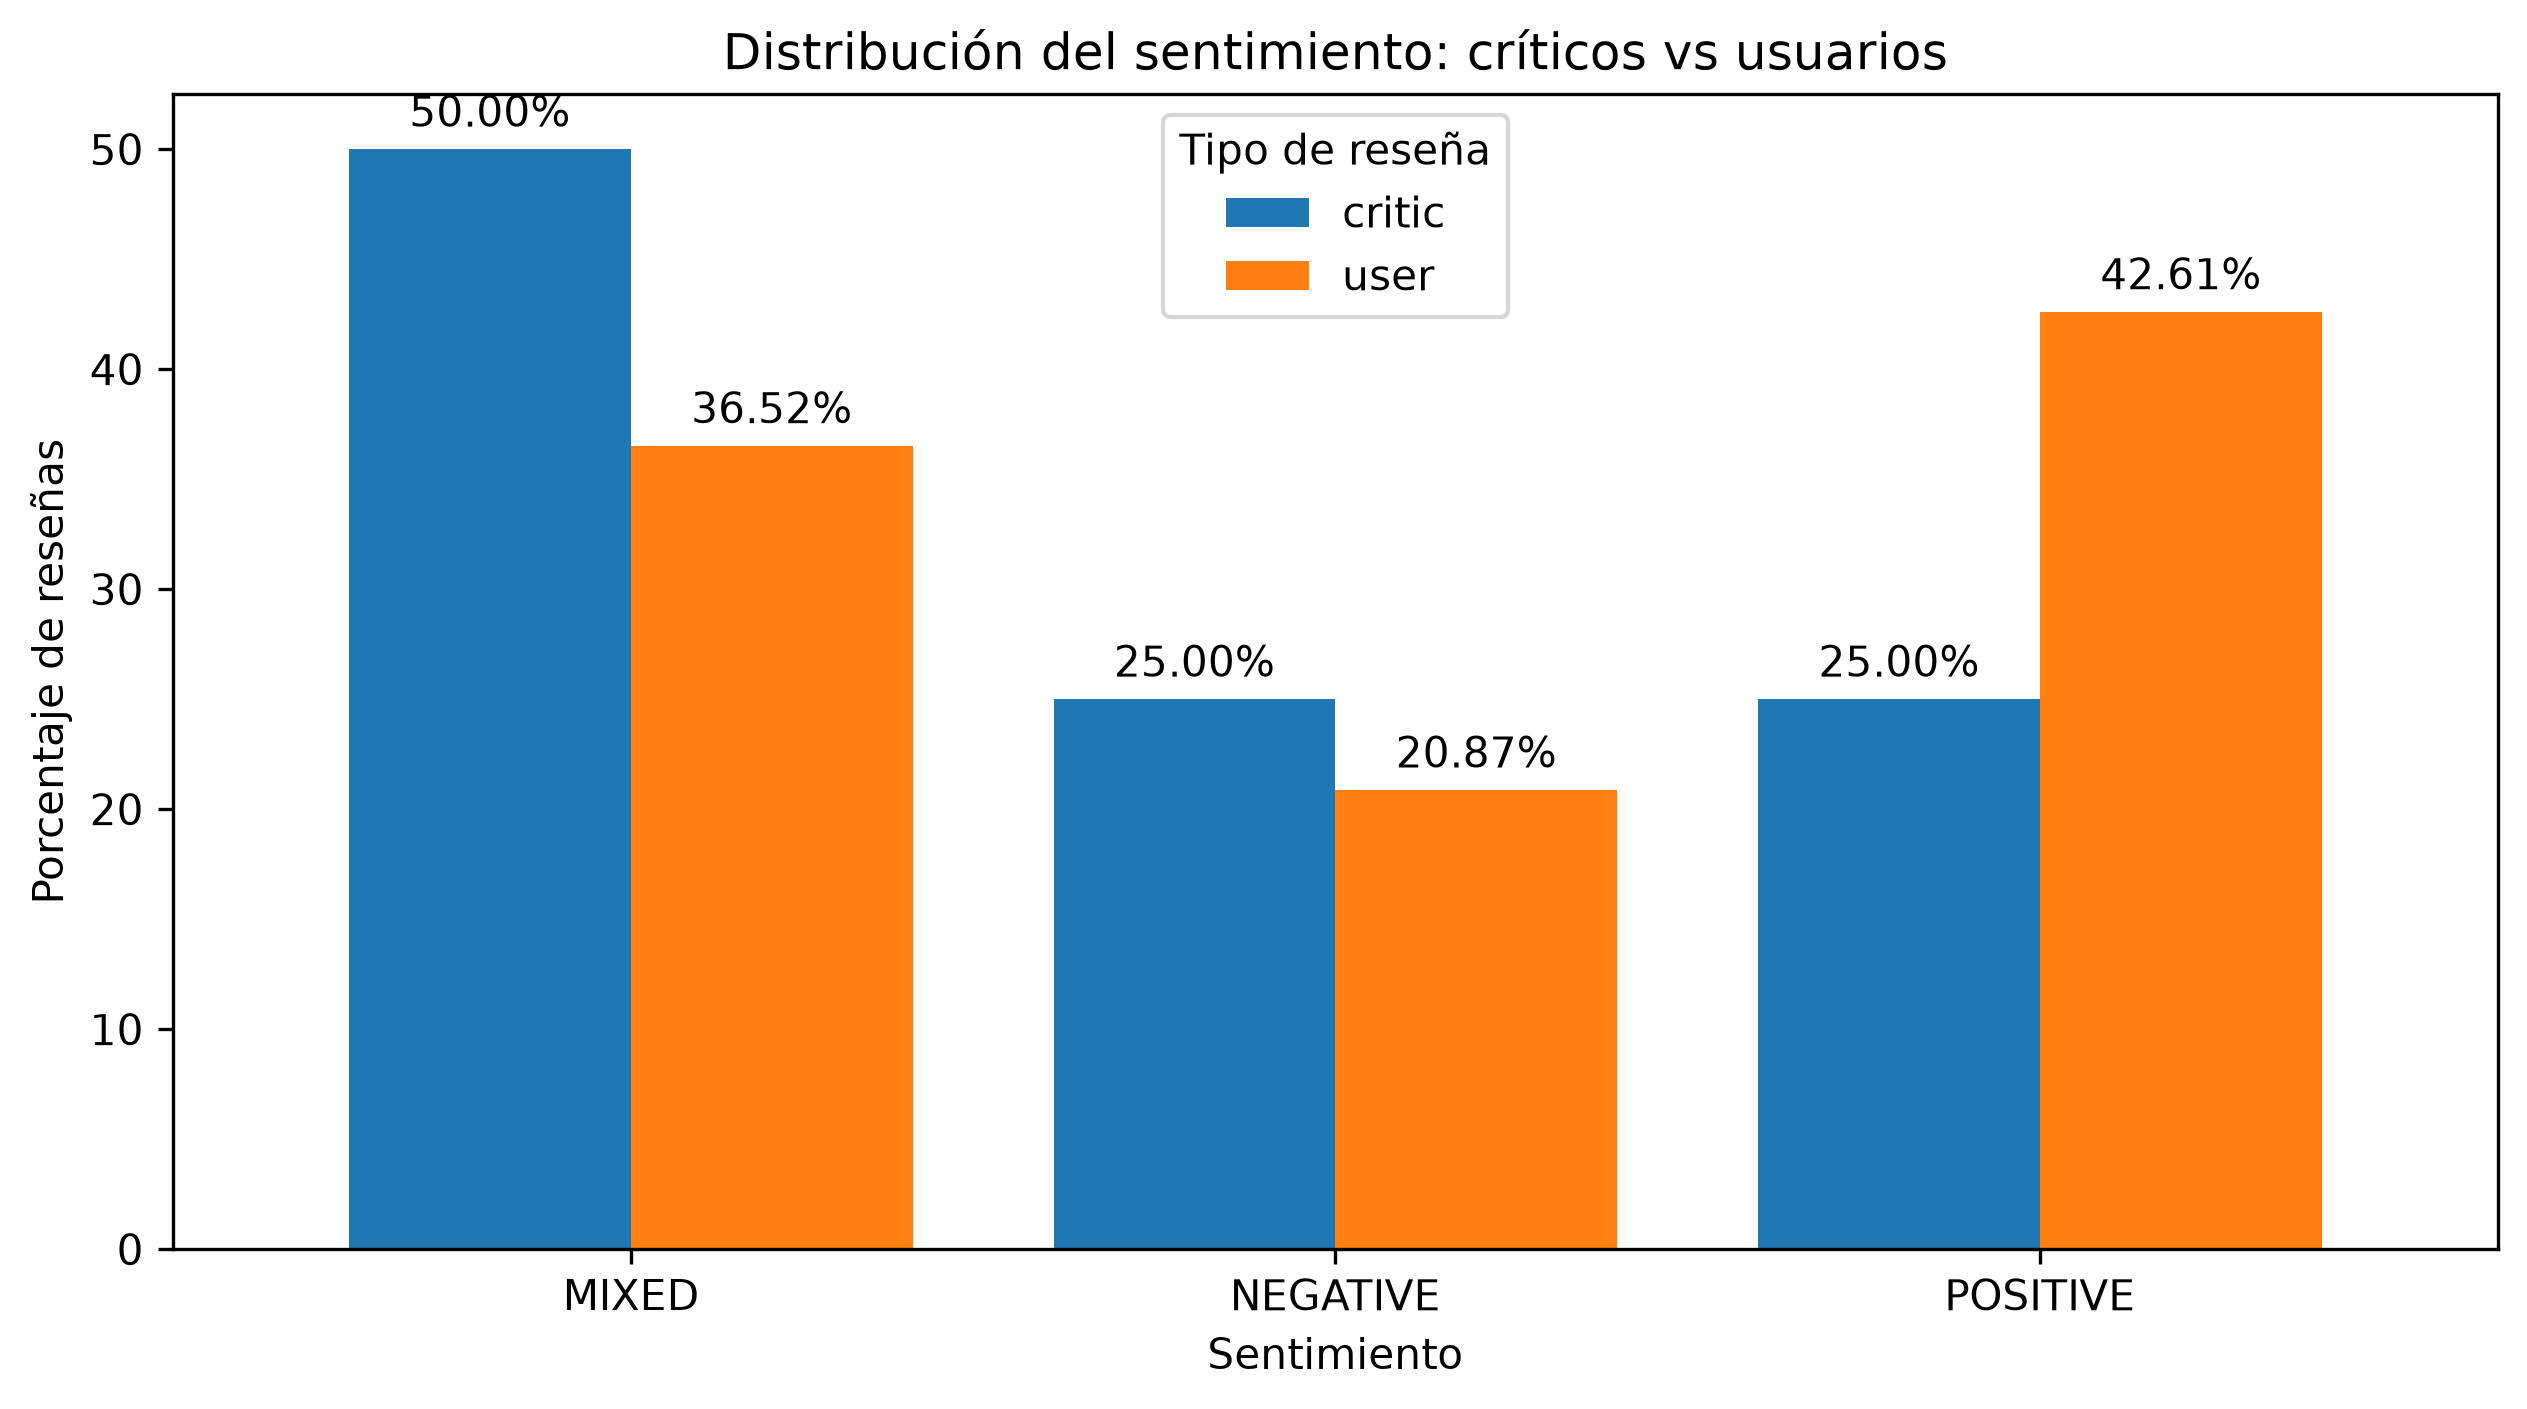 Distribución del sentimiento: críticos vs usuarios
50.00%
36.52%
25.00%
20.87%
25.00%
42.61%
Tipo de reseña
critic
user
Porcentaje de reseñas
50
40
30
20
10
0
MIXED
NEGATIVE
POSITIVE
Sentimiento